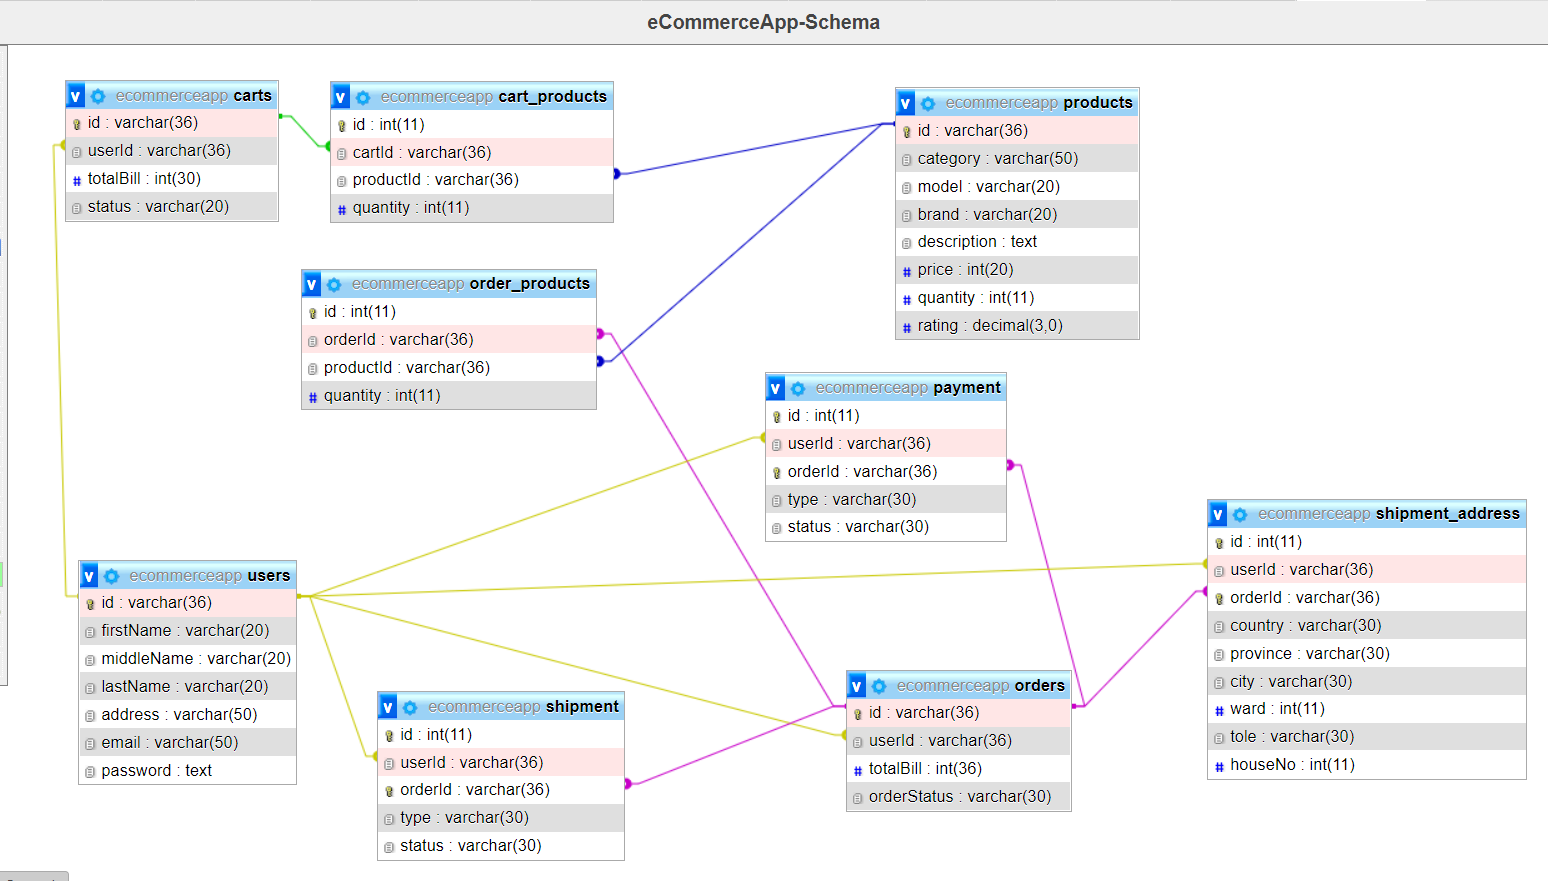 eCommerceApp-Schema
v ecommerceapp carts
id : varchar(36)
userId : varchar(36)
# totalBill : int(30)
status : varchar(20)
v ecommerceapp cart_products
id : int(11)
cartId : varchar(36)
productId : varchar(36)
# quantity : int(11)
v ecommerceapp products
id : varchar(36)
category : varchar(50)
model : varchar(20)
brand : varchar(20)
description : text
# price : int(20)
# quantity : int(11)
# rating : decimal(3,0)
v ecommerceapp order_products
id : int(11)
orderId : varchar(36)
productId : varchar(36)
# quantity : int(11)
v ecommerceapp payment
id : int(11)
userId : varchar(36)
orderId : varchar(36)
type : varchar(30)
status : varchar(30)
v ecommerceapp shipment_address
id : int(11)
userId : varchar(36)
orderId : varchar(36)
country : varchar(30)
province : varchar(30)
city : varchar(30)
# ward : int(11)
tole : varchar(30)
# houseNo : int(11)
v ecommerceapp users
id : varchar(36)
firstName : varchar(20)
middleName : varchar(20)
lastName : varchar(20)
address : varchar(50)
email : varchar(50)
password : text
v ecommerceapp shipment
id : int(11)
userId : varchar(36)
orderId : varchar(36)
type : varchar(30)
status : varchar(30)
v ecommerceapp orders
id : varchar(36)
userId : varchar(36)
# totalBill : int(36)
orderStatus : varchar(30)